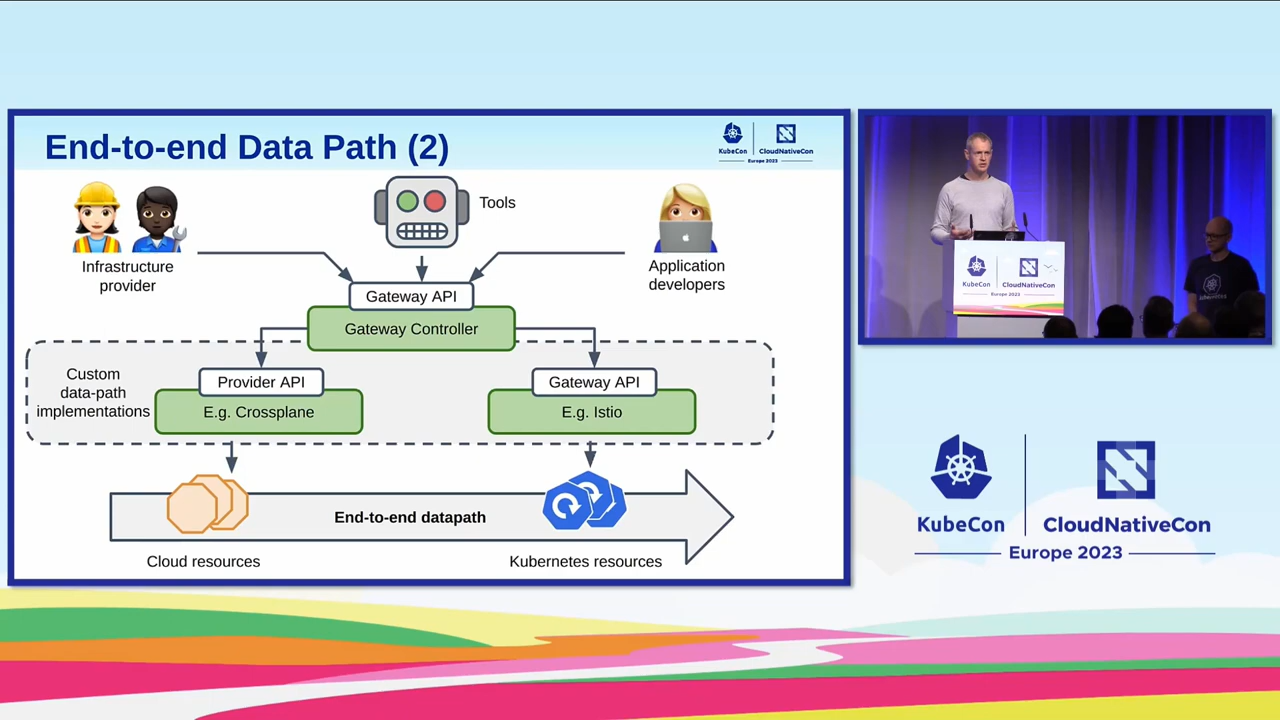 End-to-end Data Path (2)
KubeCon
CloudNativeCon
Europe 2023
Tools
Infrastructure
provider
Application
developers
Gateway API
Gateway Controller
Custom
data-path
implementations
Provider API
E.g. Crossplane
Gateway API
E.g. Istio
End-to-end datapath
Cloud resources
Kubernetes resources
KubeCon
CloudNativeCon
Europe 2023
KubeCon
CloudNativeCon
Europe 2023